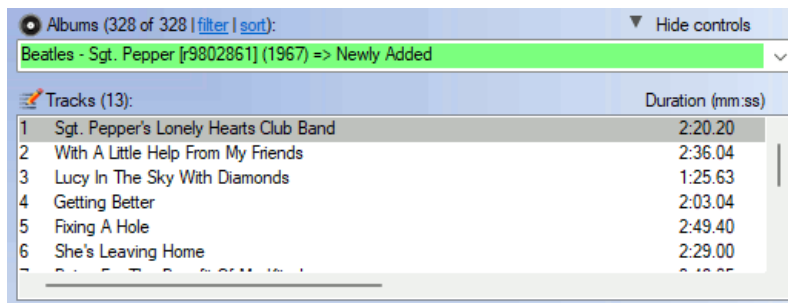 Albums (328 of 328 | filter | sort): Hide controls
Beatles - Sgt. Pepper [r9802861] (1967) => Newly Added
Tracks (13): Duration (mm:ss)
1 Sgt. Pepper's Lonely Hearts Club Band 2:20.20
2 With A Little Help From My Friends 2:36.04
3 Lucy In The Sky With Diamonds 1:25.63
4 Getting Better 2:03.04
5 Fixing A Hole 2:49.40
6 She's Leaving Home 2:29.00